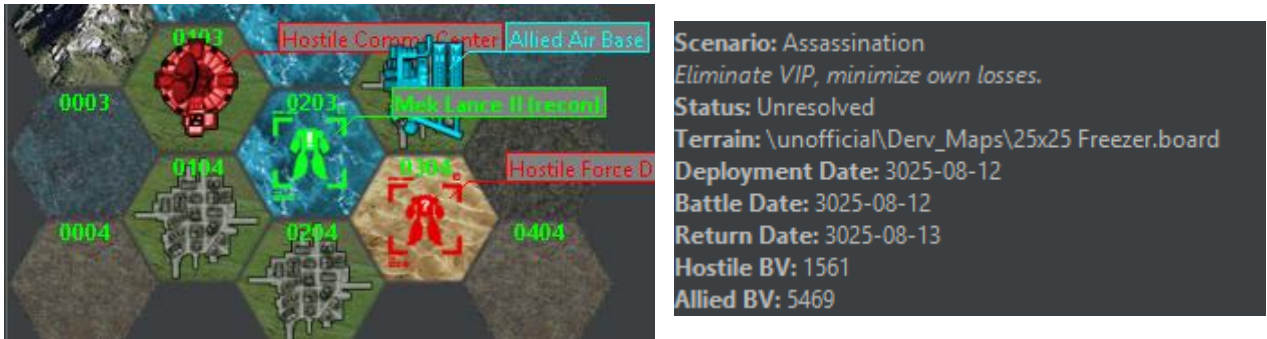 0103
Hostile Comms Center
Allied Air Base
0003
0203
Mek Lance II (recon)
0104
0304
Hostile Force D
0004
0204
0404
Scenario: Assassination
Eliminate VIP, minimize own losses.
Status: Unresolved
Terrain: \unofficial\Derv_Maps\25x25 Freezer.board
Deployment Date: 3025-08-12
Battle Date: 3025-08-12
Return Date: 3025-08-13
Hostile BV: 1561
Allied BV: 5469